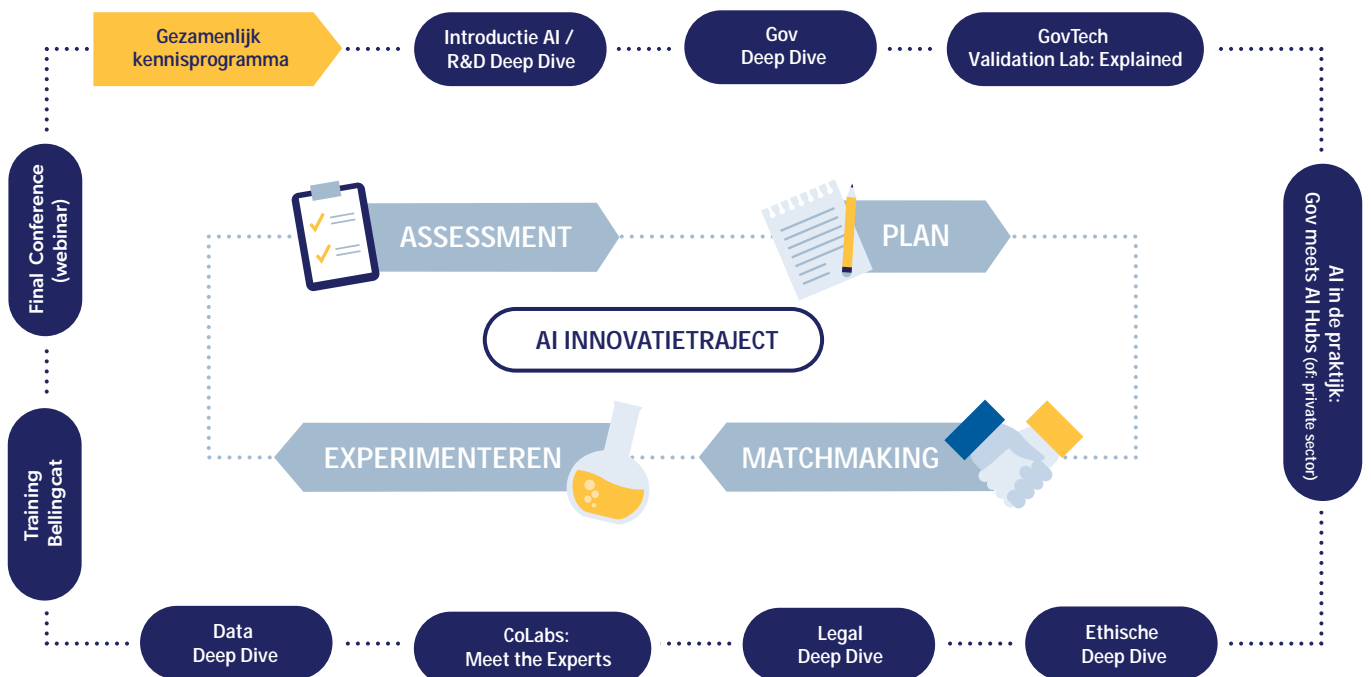 Gezamenlijk
kennisprogramma
Introductie AI /
R&D Deep Dive
Gov
Deep Dive
GovTech
Validation Lab: Explained
AI in de praktijk:
Gov meets AI Hubs (of: private sector)
Ethische
Deep Dive
Legal
Deep Dive
CoLabs:
Meet the Experts
Data
Deep Dive
Training
Bellingcat
Final Conference
(webinar)
ASSESSMENT
PLAN
AI INNOVATIETRAJECT
MATCHMAKING
EXPERIMENTEREN